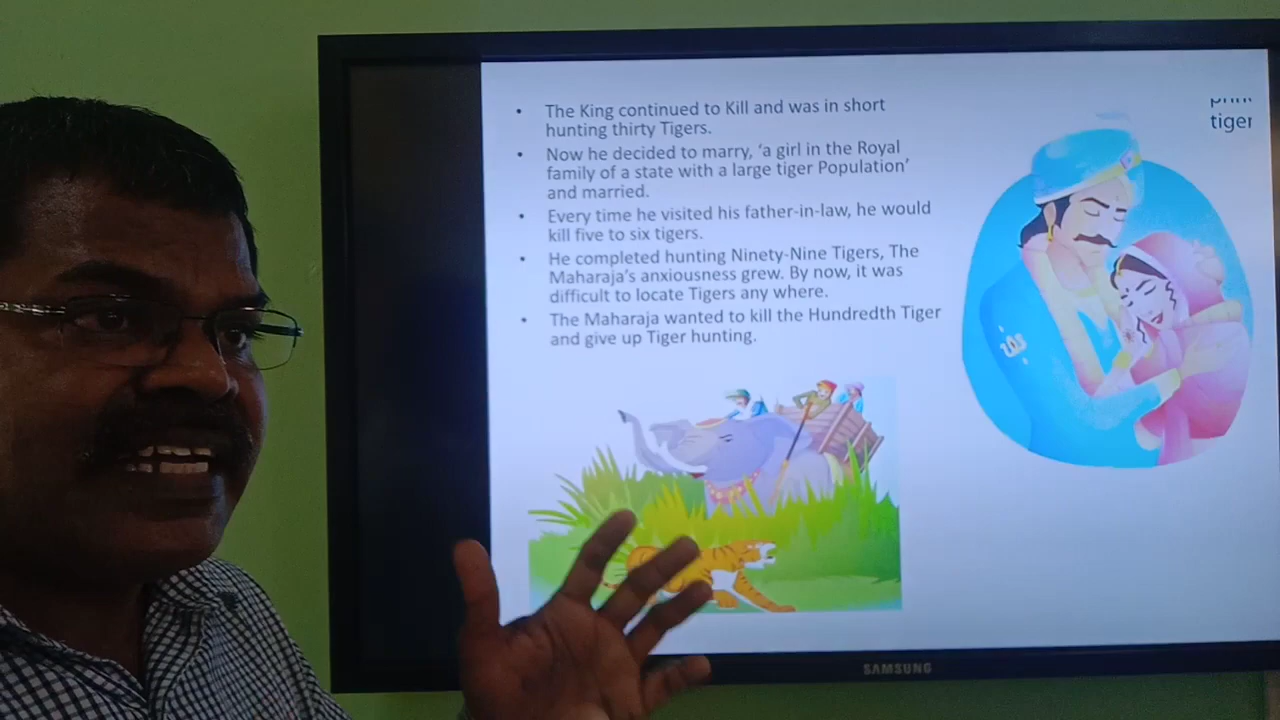 • The King continued to Kill and was in short
hunting thirty Tigers.
• Now he decided to marry, ‘a girl in the Royal
family of a state with a large tiger Population’
and married.
• Every time he visited his father-in-law, he would
kill five to six tigers.
• He completed hunting Ninety-Nine Tigers, The
Maharaja's anxiousness grew. By now, it was
difficult to locate Tigers any where.
• The Maharaja wanted to kill the Hundredth Tiger
and give up Tiger hunting.
tiger
SAMSUNG